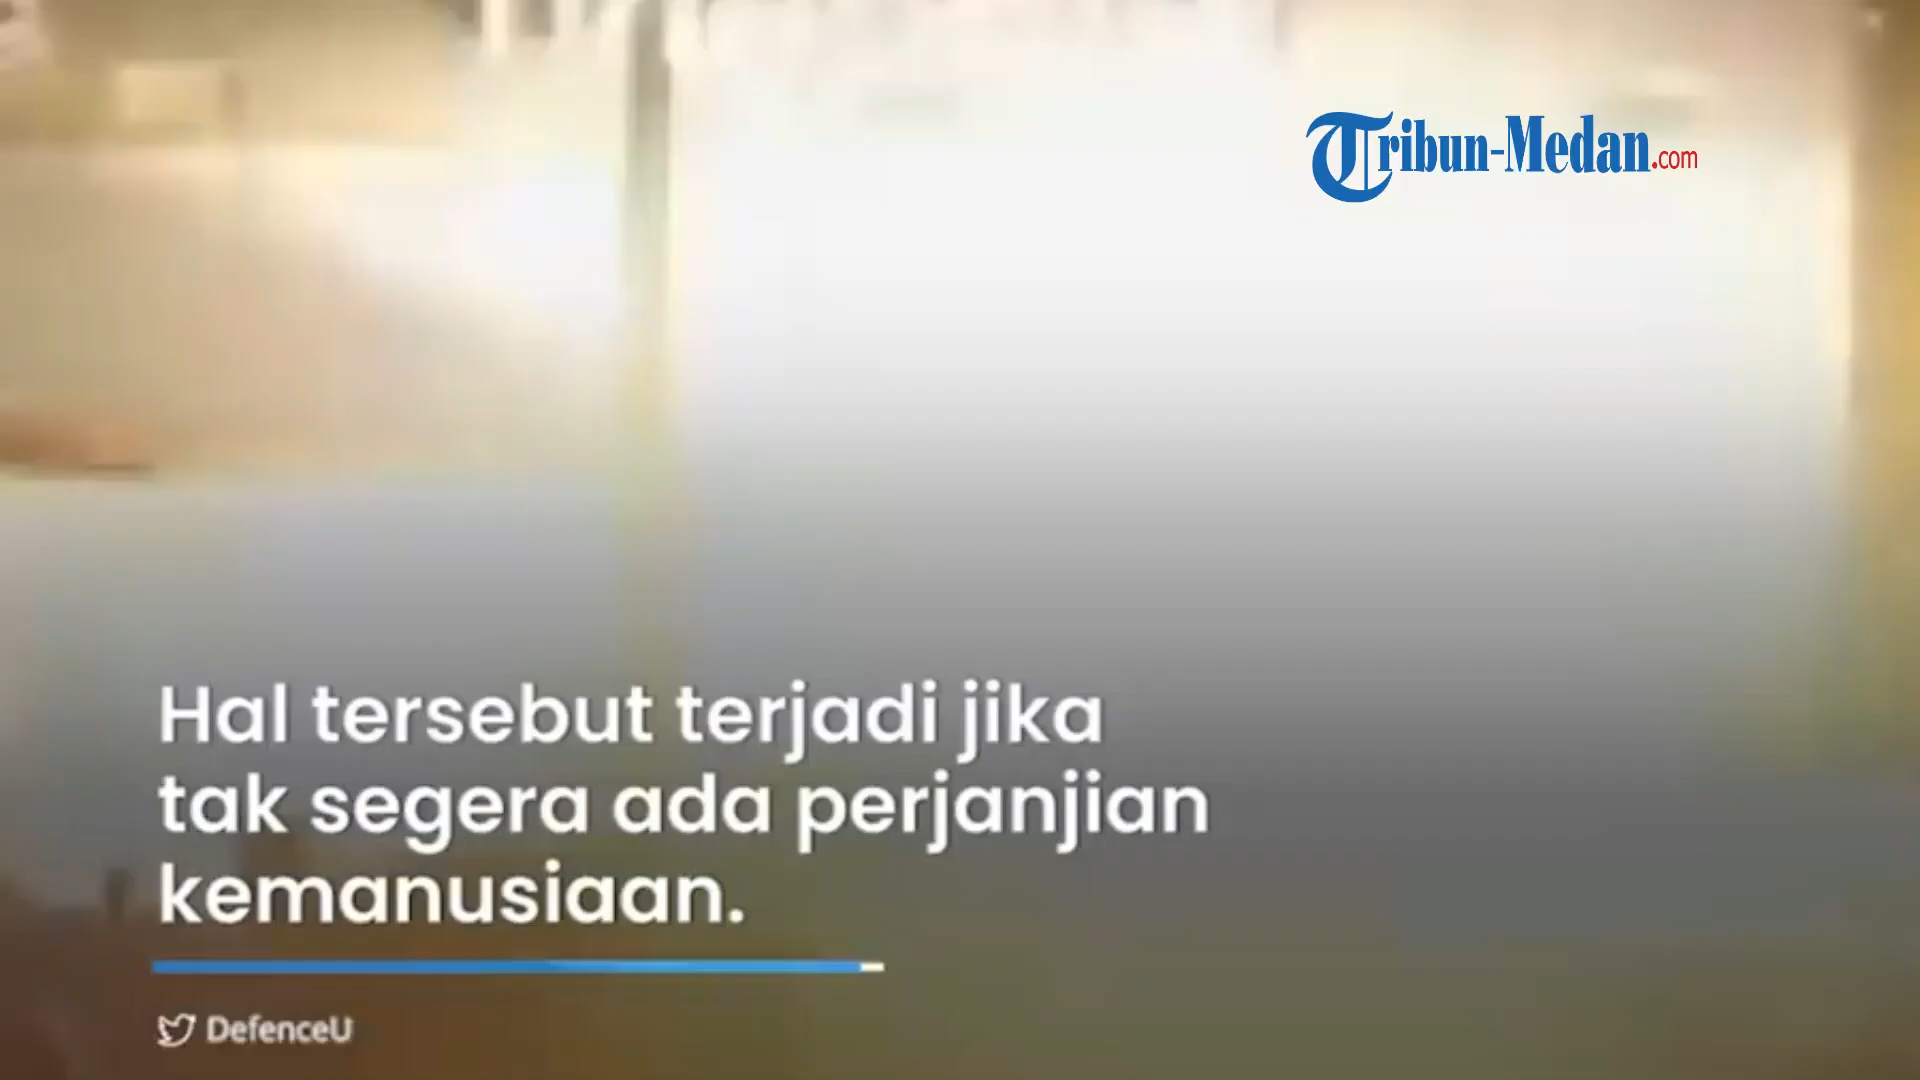 Tribun-Medan.com
Hal tersebut terjadi jika
tak segera ada perjanjian
kemanusiaan.
DefenceU